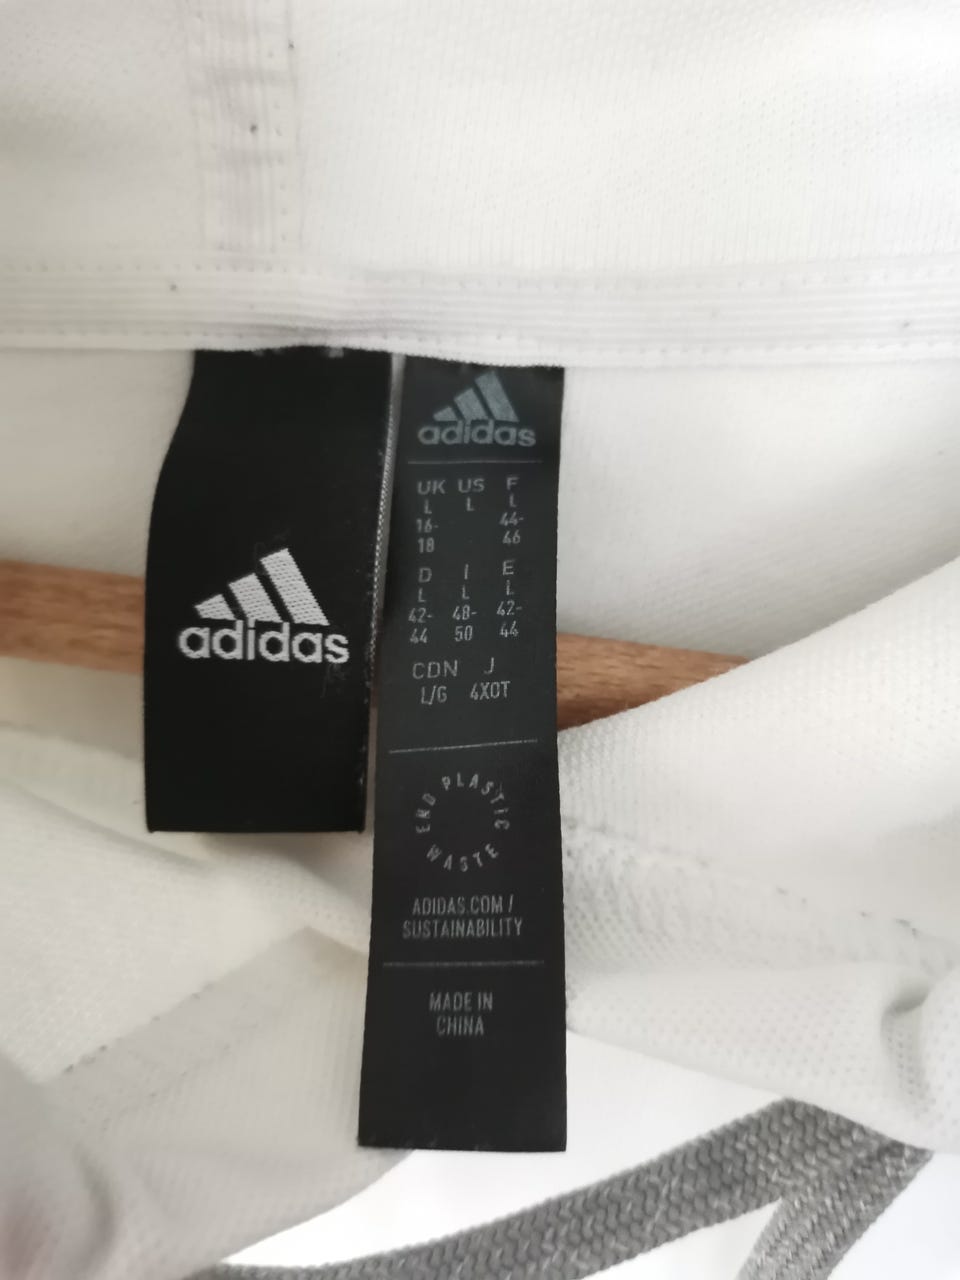 adidas
adidas
UK US F
L L L
16- 44-
18 46
D I E
L L L
42- 48- 42-
44 50 44
CDN J
L/G 4XOT
END PLASTIC WASTE
ADIDAS.COM /
SUSTAINABILITY
MADE IN
CHINA